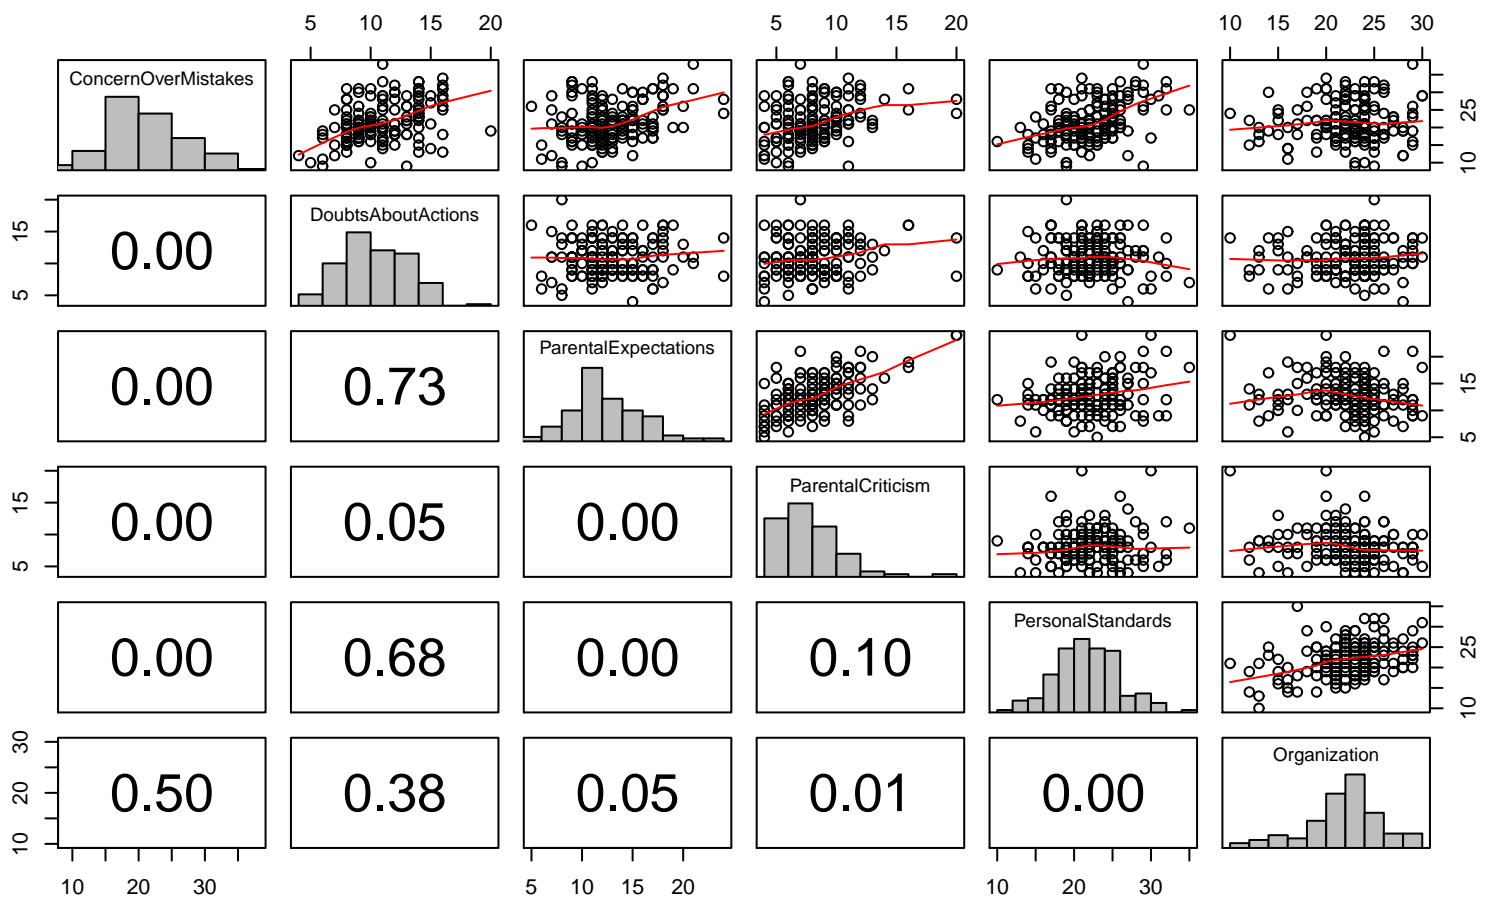 5 10 15 20 5 10 15 20 10 15 20 25 30
ConcernOverMistakes
10 25
0.00
DoubtsAboutActions
5 15
0.00 0.73
ParentalExpectations
5 15
0.00 0.05 0.00
ParentalCriticism
5 15
0.00 0.68 0.00 0.10
PersonalStandards
10 25
0.50 0.38 0.05 0.01 0.00
Organization
10 20 30
10 20 30 5 10 15 20 10 20 30